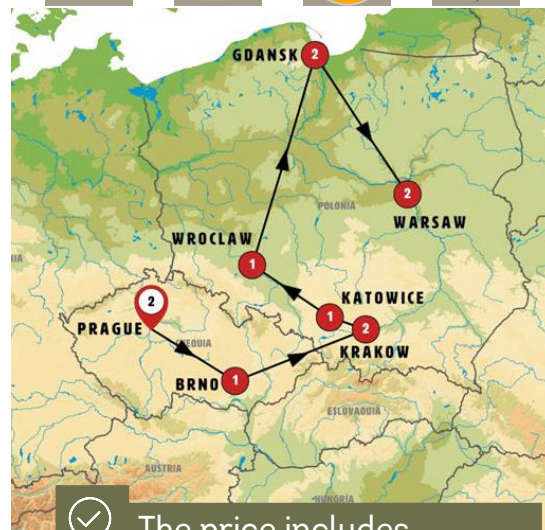 GDANSK 2
POLONIA
2
WARSAW
WROCLAW
1
KATOWICE
1
2
KRAKOW
2
PRAGUE
BRNO 1
ESLOVAQUIA
AUSTRIA
HUNGRÍA
The price includes